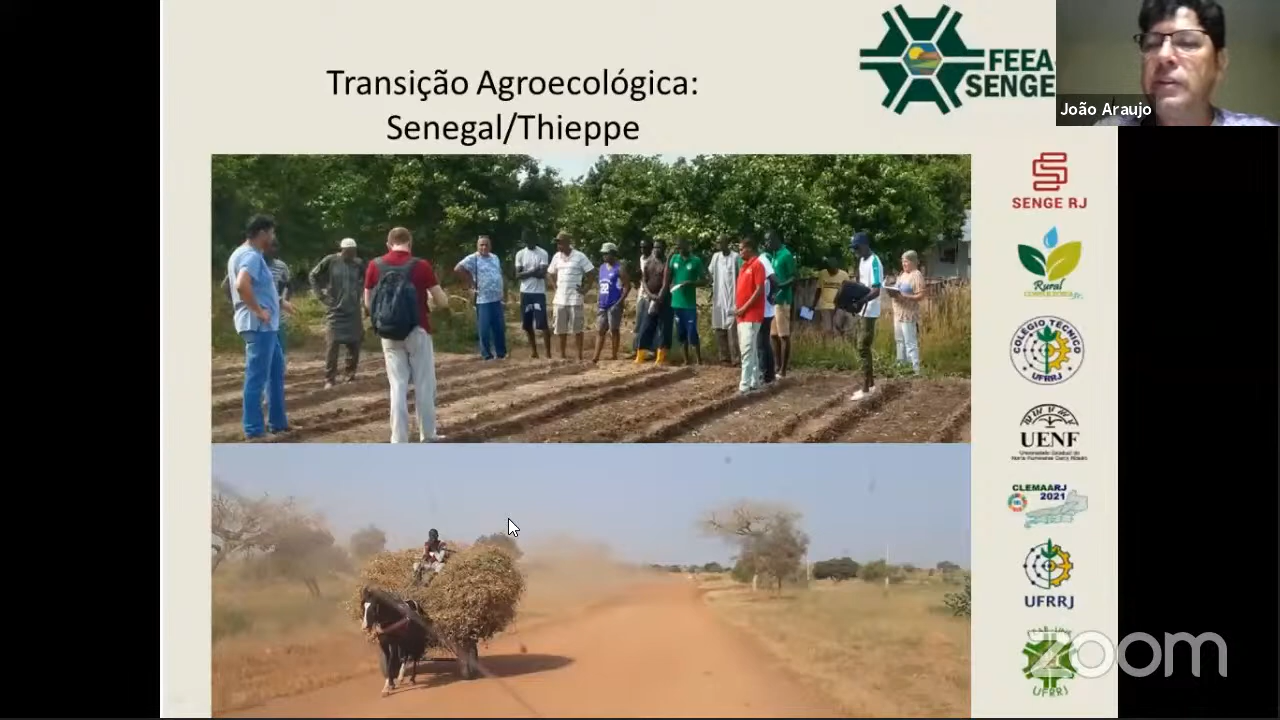 Transição Agroecológica:
Senegal/Thieppe
FEEA-
SENGE
João Araujo
SENGE RJ
Rural
COLÉGIO TÉCNICO
UFRRJ
UENF
CLEMAARJ
2021
UFRRJ
UFRRJ
zoom